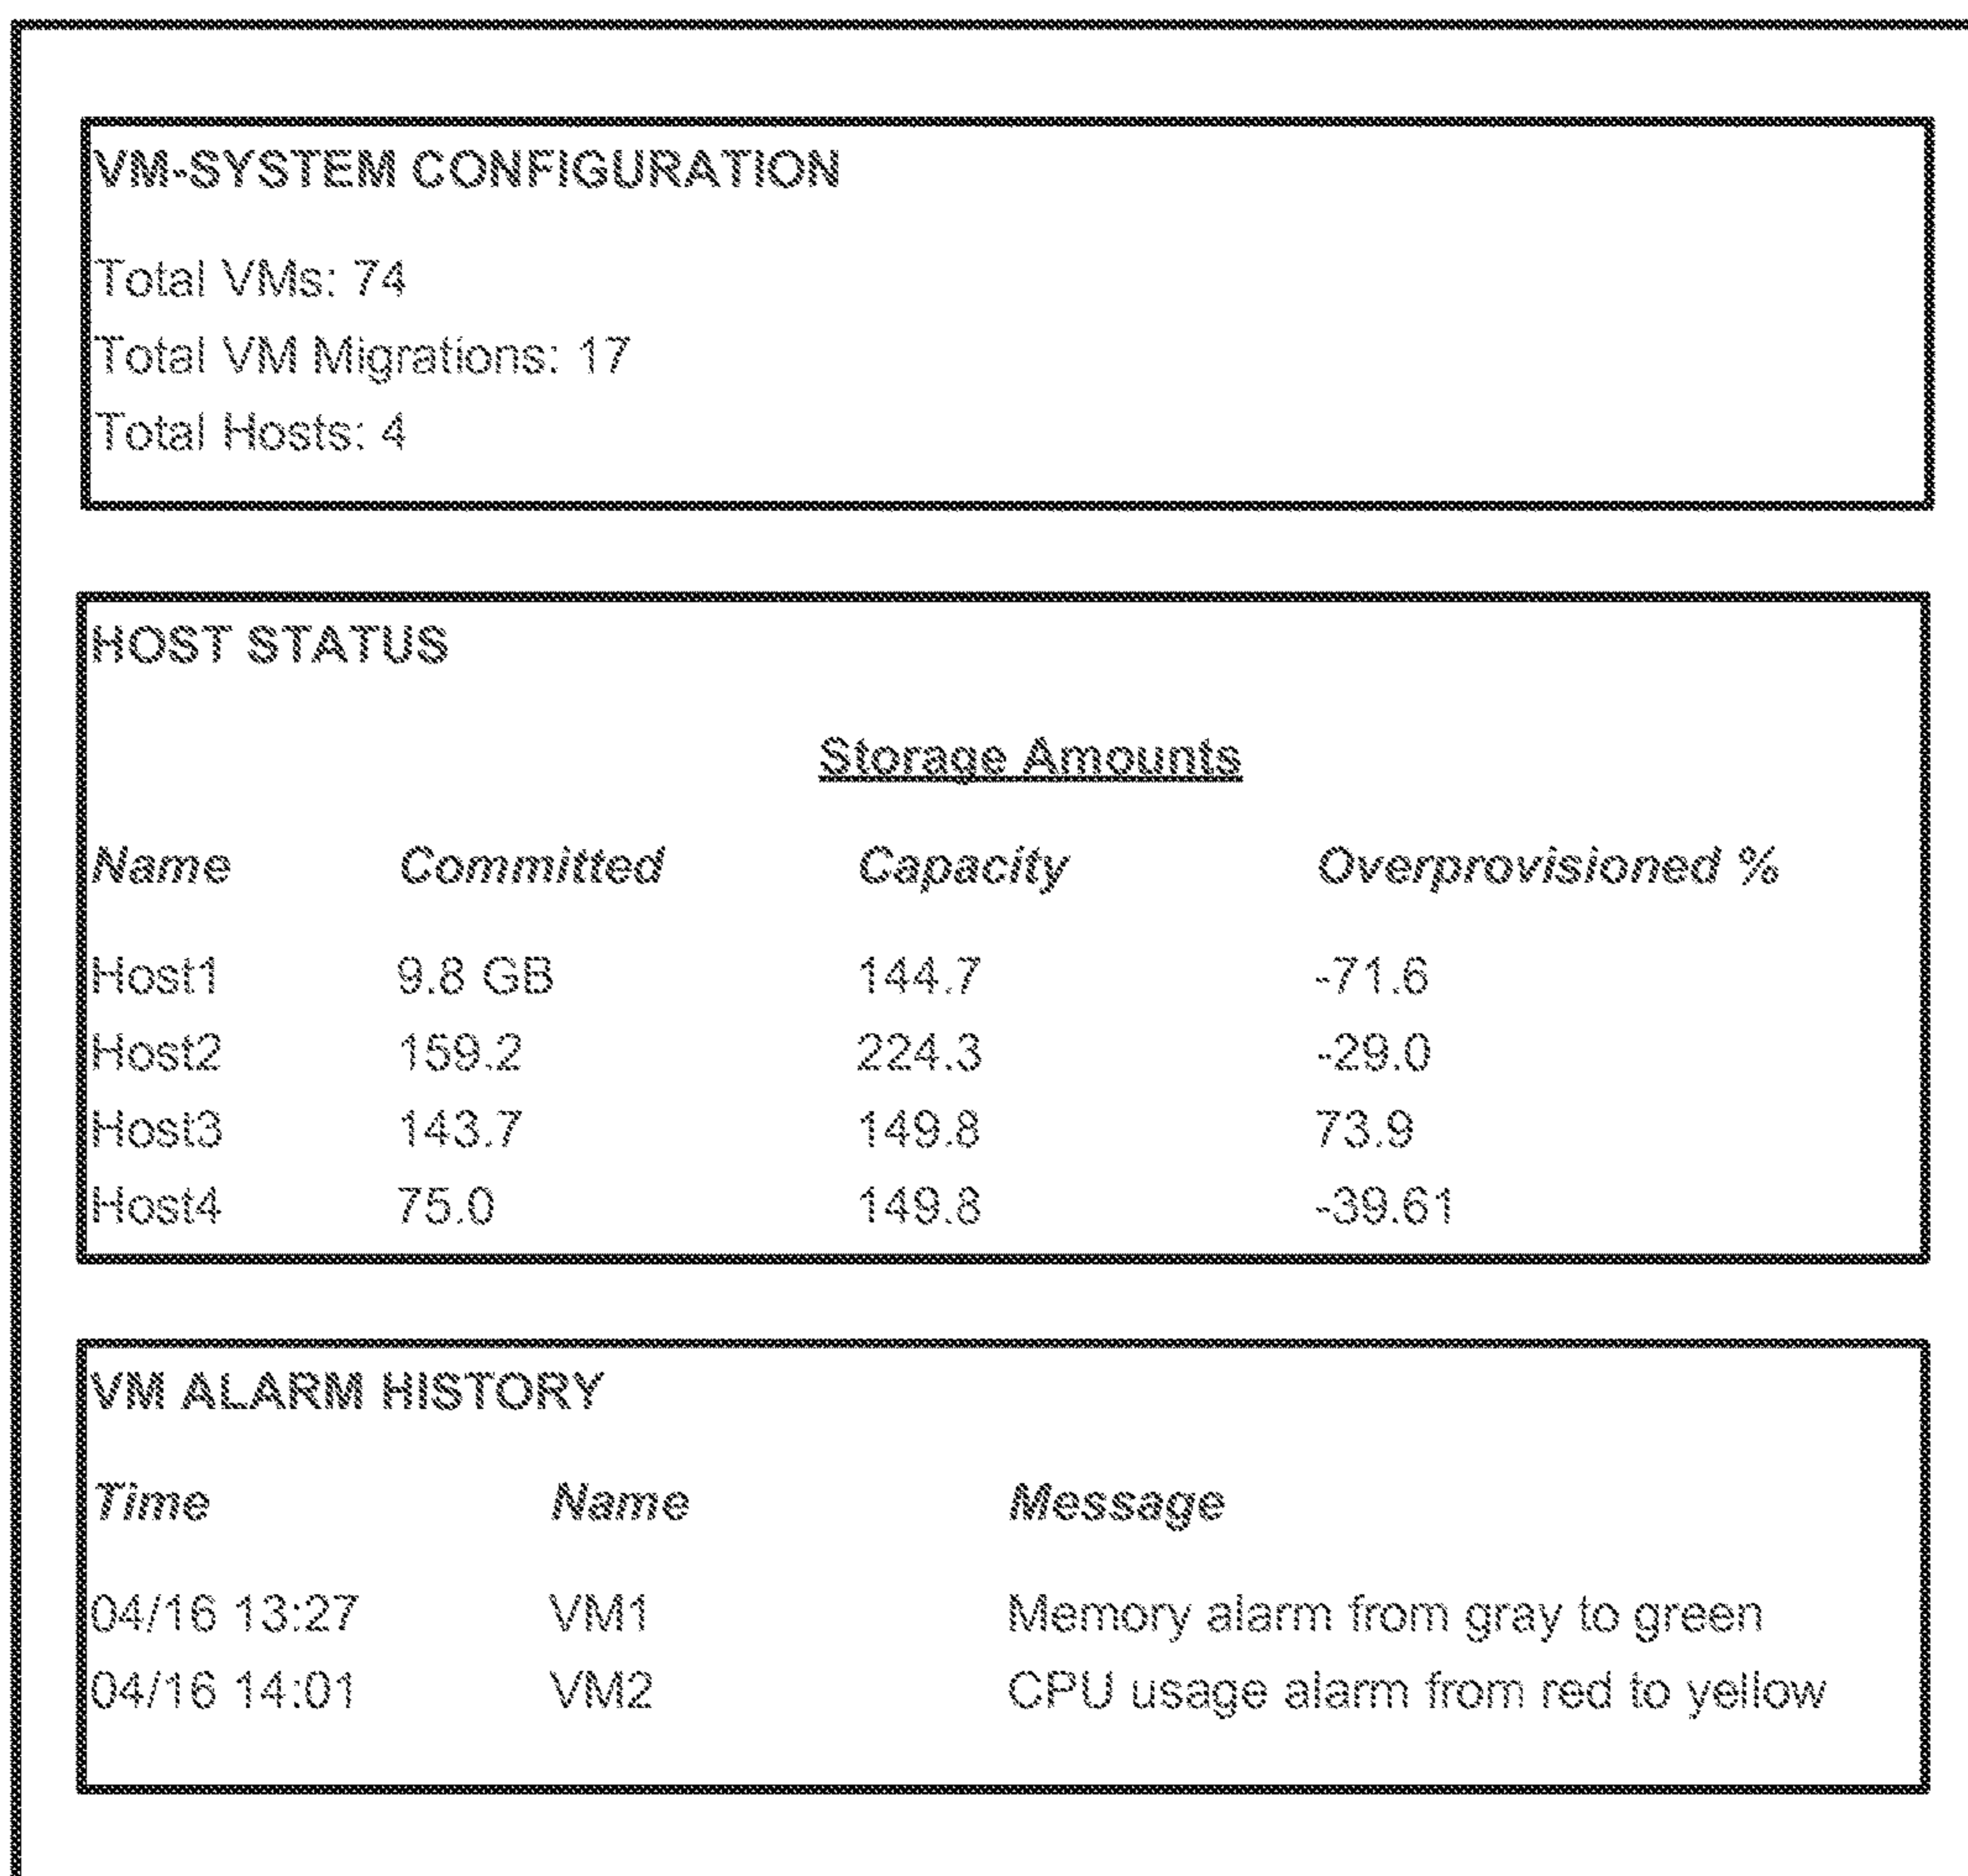 VM-SYSTEM CONFIGURATION
Total VMs: 74
Total VM Migrations: 17
Total Hosts: 4
HOST STATUS
Storage Amounts
Name Committed Capacity Overprovisioned %
Host1 9.8 GB 144.7 -71.6
Host2 159.2 224.3 -29.0
Host3 143.7 149.8 73.9
Host4 75.0 149.8 -39.61
VM ALARM HISTORY
Time Name Message
04/16 13:27 VM1 Memory alarm from gray to green
04/16 14:01 VM2 CPU usage alarm from red to yellow